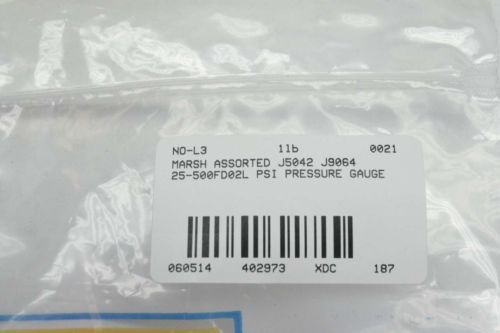 NO-L3 1lb 0021
MARSH ASSORTED J5042 J9064
25-500FD02L PSI PRESSURE GAUGE
060514 402973 XDC 187